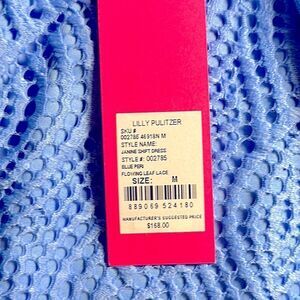 LILLY PULITZER
SKU #
002785 46918N M
STYLE NAME:
JANINE SHIFT DRESS
STYLE #: 002785
BLUE PERI
FLOWING LEAF LACE
SIZE: M
889069 524180
MANUFACTURER'S SUGGESTED PRICE
$168.00